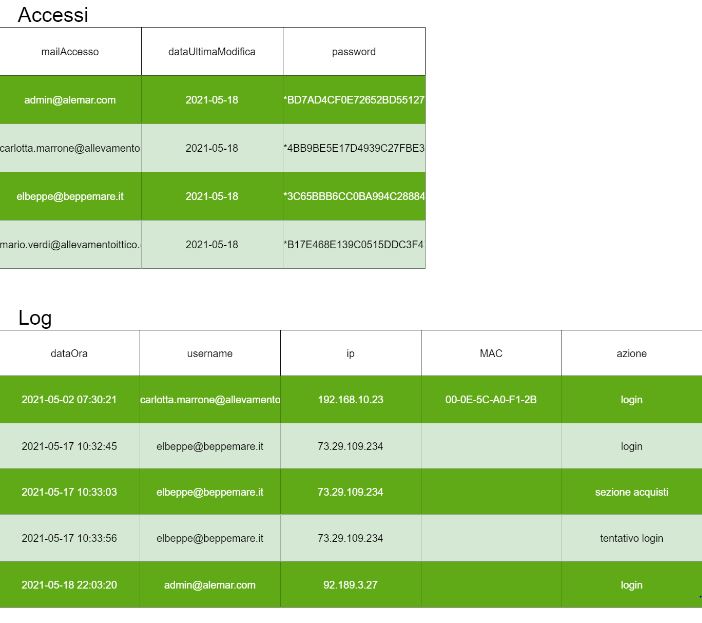 Accessi
mailAccesso dataUltimaModifica password
admin@alemar.com 2021-05-18 *BD7AD4CF0E72652BD55127
carlotta.marrone@allevamento 2021-05-18 *4BB9BE5E17D4939C27FBE3
elbeppe@beppemare.it 2021-05-18 *3C65BBB6CC0BA994C28884
mario.verdi@allevamentoittico. 2021-05-18 *B17E468E139C0515DDC3F4
Log
dataOra username ip MAC azione
2021-05-02 07:30:21 carlotta.marrone@allevamento 192.168.10.23 00-0E-5C-A0-F1-2B login
2021-05-17 10:32:45 elbeppe@beppemare.it 73.29.109.234 login
2021-05-17 10:33:03 elbeppe@beppemare.it 73.29.109.234 sezione acquisti
2021-05-17 10:33:56 elbeppe@beppemare.it 73.29.109.234 tentativo login
2021-05-18 22:03:20 admin@alemar.com 92.189.3.27 login